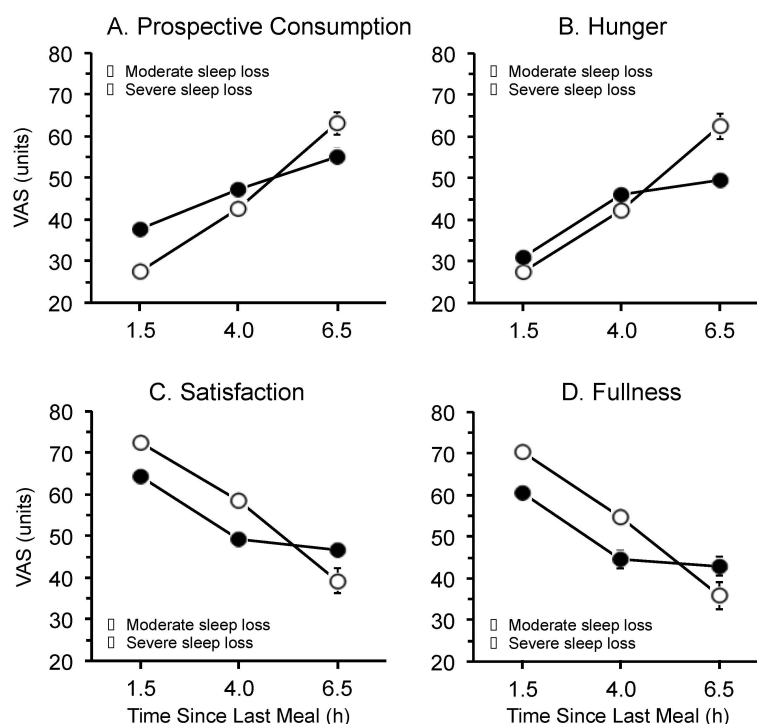 A. Prospective Consumption
80
70
60
50
40
30
20
VAS (units)
Moderate sleep loss
Severe sleep loss
1.5 4.0 6.5
B. Hunger
80
70
60
50
40
30
20
Moderate sleep loss
Severe sleep loss
1.5 4.0 6.5
C. Satisfaction
80
70
60
50
40
30
20
VAS (units)
Moderate sleep loss
Severe sleep loss
1.5 4.0 6.5
Time Since Last Meal (h)
D. Fullness
80
70
60
50
40
30
20
Moderate sleep loss
Severe sleep loss
1.5 4.0 6.5
Time Since Last Meal (h)